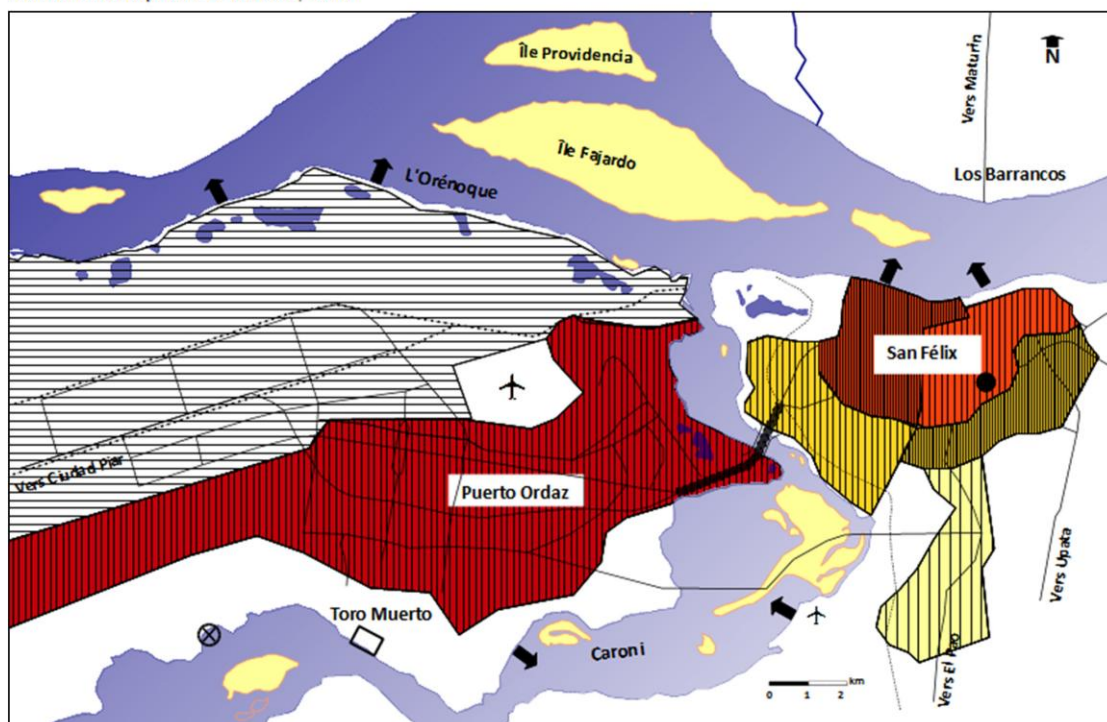 Île Providencia
N
Vers Maturin
Île Fajardo
L'Orénoque
Los Barrancos
San Félix
Vers Ciudad Piar
Puerto Ordaz
Toro Muerto
Caroni
Vers Upata
Vers El Pao
km
0 1 2